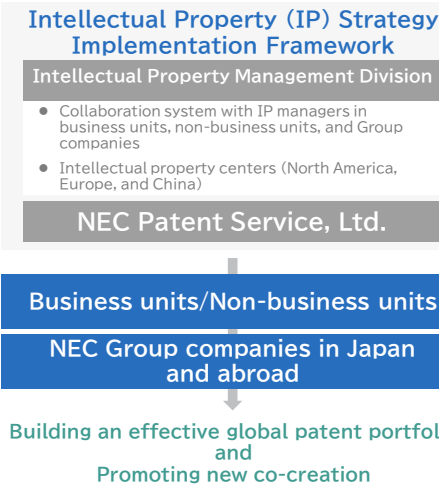 Intellectual Property (IP) Strategy
Implementation Framework
Intellectual Property Management Division
● Collaboration system with IP managers in
business units, non-business units, and Group
companies
● Intellectual property centers (North America,
Europe, and China)
NEC Patent Service, Ltd.
Business units/Non-business units
NEC Group companies in Japan
and abroad
Building an effective global patent portfol
and
Promoting new co-creation